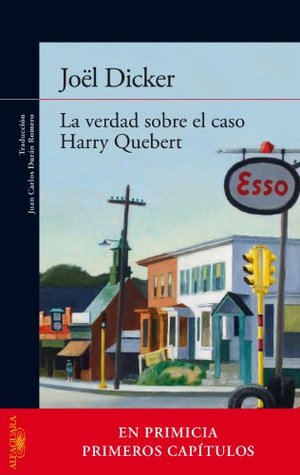 Joël Dicker
La verdad sobre el caso
Harry Quebert
Traducción
Juan Carlos Durán Romero
Esso
ALFAGUARA
EN PRIMICIA
PRIMEROS CAPÍTULOS